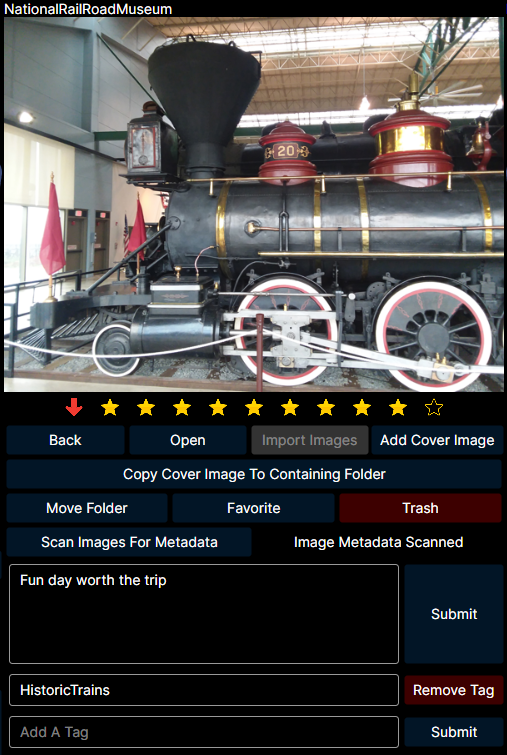 NationalRailRoadMuseum
20
Back
Open
Import Images
Add Cover Image
Copy Cover Image To Containing Folder
Move Folder
Favorite
Trash
Scan Images For Metadata
Image Metadata Scanned
Fun day worth the trip
Submit
HistoricTrains
Remove Tag
Add A Tag
Submit